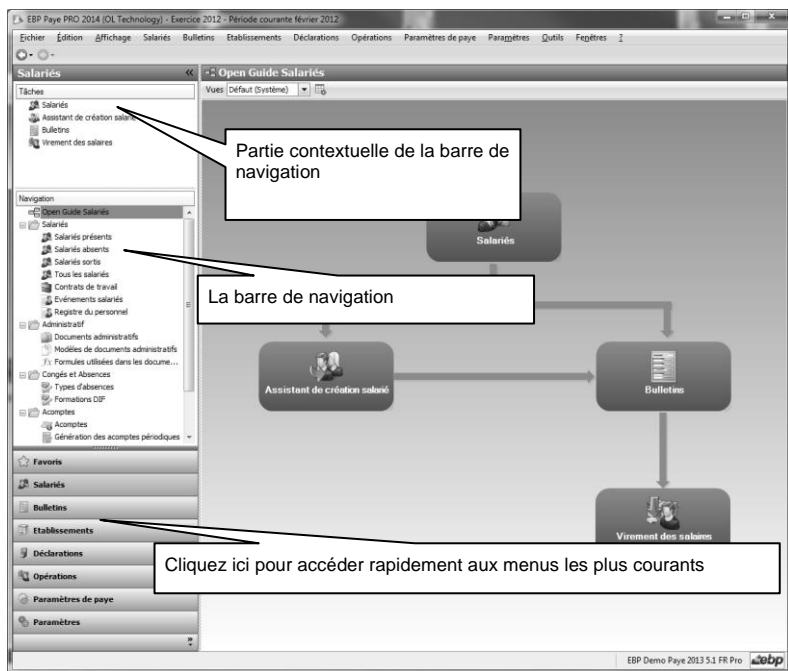 EBP Paye PRO 2014 (OL Technology) - Exercice 2012 - Période courante février 2012
Eichier Édition Affichage Salariés Bulletins Etablissements Déclarations Opérations Paramètres de paye Paramètres Outils Fenêtres ?
Salariés «
Tâches
Salariés
Assistant de création salarié
Bulletins
Virement des salaires
Navigation
Open Guide Salariés
Salariés
Salariés présents
Salariés absents
Salariés sortis
Tous les salariés
Contrats de travail
Evénements salariés
Registre du personnel
Administratif
Documents administratifs
Modèles de documents administratifs
fx Formules utilisées dans les docume...
Congés et Absences
Types d'absences
Formations DIF
Acomptes
Acomptes
Génération des acomptes périodiques
Favoris
Salariés
Bulletins
Etablissements
Déclarations
Opérations
Paramètres de paye
Paramètres
Open Guide Salariés
Vues Défaut (Système)
Partie contextuelle de la barre de
navigation
Salariés
La barre de navigation
Assistant de création salarié
Bulletins
Virement des salaires
Cliquez ici pour accéder rapidement aux menus les plus courants
EBP Demo Paye 2013 5.1 FR Pro ebp